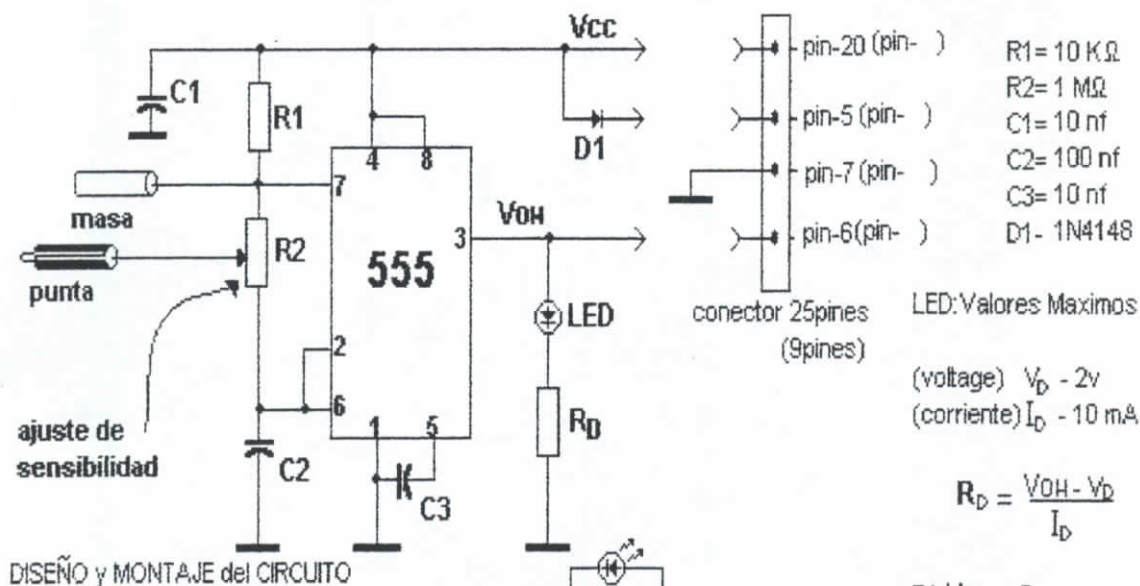 Vcc
pin-20 (pin-   )
R1= 10 KΩ
R2= 1 MΩ
C1= 10 nf
C2= 100 nf
C3= 10 nf
D1- 1N4148
C1
R1
D1
pin-5 (pin-   )
4
8
7
pin-7 (pin-   )
masa
VOH
3
pin-6(pin-   )
R2
555
punta
LED
conector 25pines
(9pines)
LED:Valores Maximos
2
(voltage) VD - 2v
(corriente) ID - 10 mA
6
RD
1
5
ajuste de
sensibilidad
C2
C3
RD = VOH - VD
ID
DISEÑO y MONTAJE del CIRCUITO